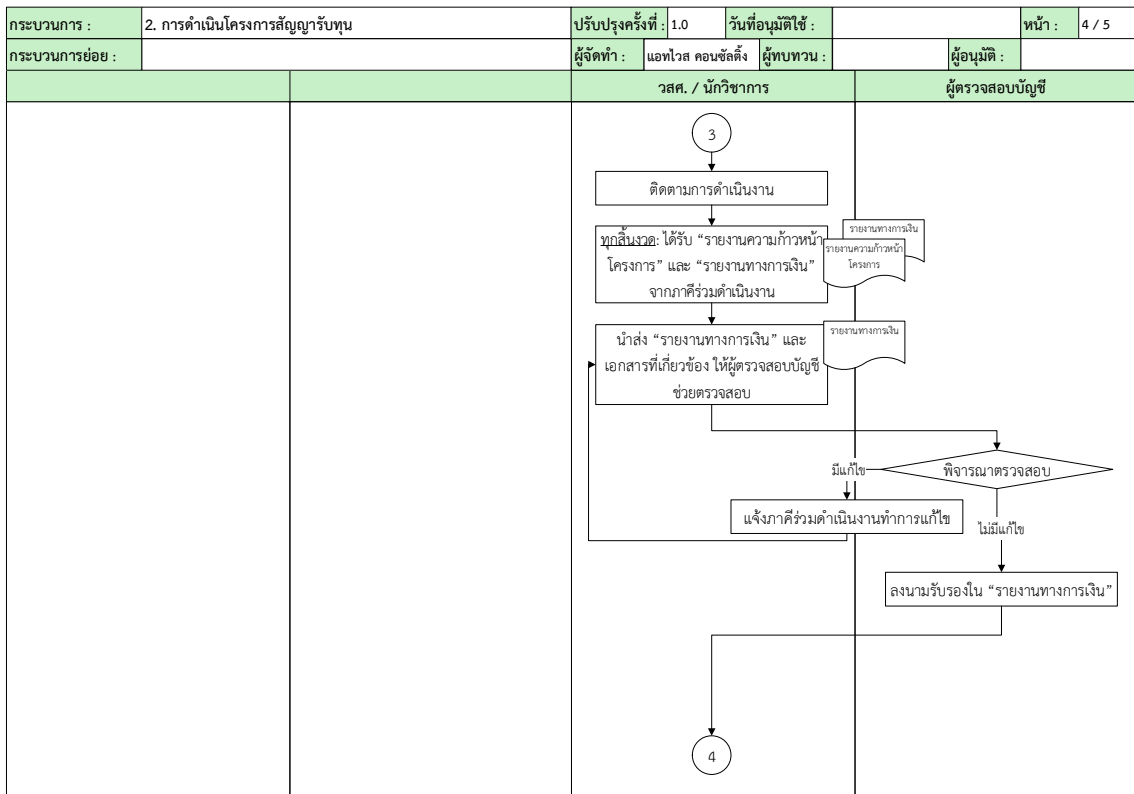 กระบวนการ : 2. การดำเนินโครงการสัญญารับทุน ปรับปรุงครั้งที่ : 1.0 วันที่อนุมัติใช้ : หน้า : 4 / 5
กระบวนการย่อย : ผู้จัดทำ : แอทไวส คอนซัลติ้ง ผู้ทบทวน : ผู้อนุมัติ :
วสศ. / นักวิชาการ ผู้ตรวจสอบบัญชี
3
ติดตามการดำเนินงาน
ทุกสิ้นงวด: ได้รับ “รายงานความก้าวหน้า
โครงการ” และ “รายงานทางการเงิน”
จากภาคีร่วมดำเนินงาน
รายงานทางการเงิน
รายงานความก้าวหน้า
โครงการ
นำส่ง “รายงานทางการเงิน” และ
เอกสารที่เกี่ยวข้อง ให้ผู้ตรวจสอบบัญชี
ช่วยตรวจสอบ
รายงานทางการเงิน
พิจารณาตรวจสอบ
มีแก้ไข
แจ้งภาคีร่วมดำเนินงานทำการแก้ไข
ไม่มีแก้ไข
ลงนามรับรองใน “รายงานทางการเงิน”
4